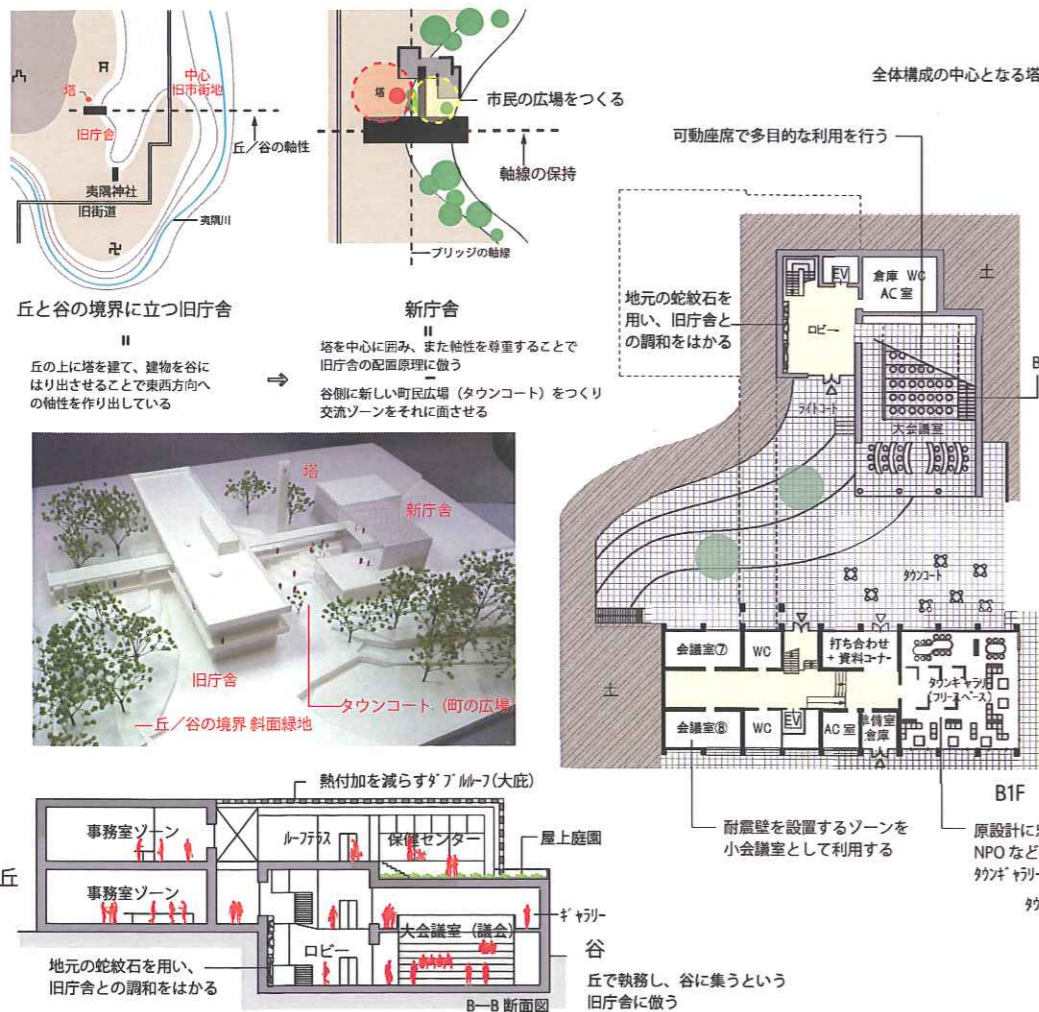 塔
中心
旧市街地
旧庁舎
丘／谷の軸性
夷隅神社
旧街道
夷隅川
塔
市民の広場をつくる
軸線の保持
ブリッジの軸線
丘と谷の境界に立つ旧庁舎
=
丘の上に塔を建て、建物を谷に
はり出させることで東西方向へ
の軸性を作り出している
⇒
新庁舎
=
塔を中心に囲み、また軸性を尊重することで
旧庁舎の配置原理に倣う
谷側に新しい町民広場（タウンコート）をつくり
交流ゾーンをそれに面させる
塔
新庁舎
旧庁舎
タウンコート（町の広場
丘／谷の境界 斜面緑地
全体構成の中心となる塔
可動座席で多目的な利用を行う
土
EV
倉庫 WC
AC室
ロビー
土
地元の蛇紋石を
用い、旧庁舎と
の調和をはかる
B
ライトコート
大会議室
タウンコート
会議室⑦
WC
打ち合わせ
+ 資料コーナー
タウンギャラリー
(フリースペース)
土
会議室⑧
WC
EV
AC室
準備室
倉庫
B1F
耐震壁を設置するゾーンを
小会議室として利用する
原設計に
NPO など
タウンギャラリー
タウ
熱付加を減らすダブルルーフ(大庇)
事務室ゾーン
ルーフテラス
保健センター
屋上庭園
丘
事務室ゾーン
ギャラリー
大会議室（議会）
ロビー
谷
地元の蛇紋石を用い、
旧庁舎との調和をはかる
B—B 断面図
丘で執務し、谷に集うという
旧庁舎に倣う